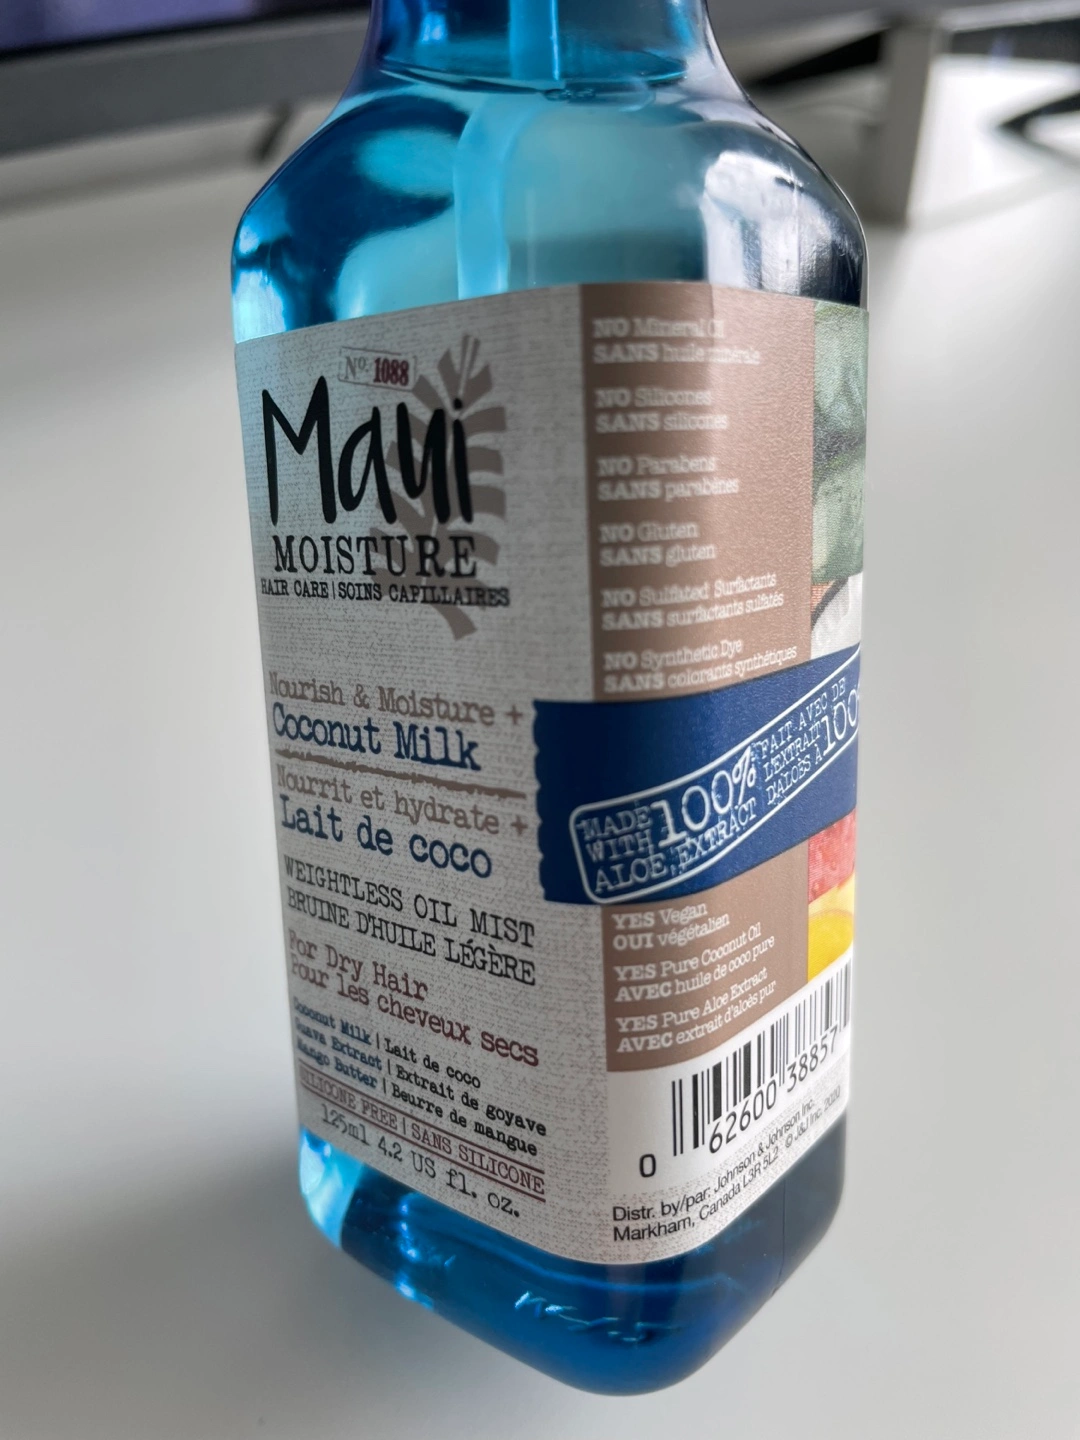 Nº 1088
Maui
MOISTURE
HAIR CARE | SOINS CAPILLAIRES
Nourish & Moisture +
Coconut Milk
Nourrit et hydrate +
Lait de coco
WEIGHTLESS OIL MIST
BRUINE D'HUILE LÉGÈRE
For Dry Hair
Pour les cheveux secs
Coconut Milk | Lait de coco
Guava Extract | Extrait de goyave
Mango Butter | Beurre de mangue
SILICONE FREE | SANS SILICONE
125ml 4.2 US fl. oz.
NO Mineral Oil
SANS huile minérale
NO Silicones
SANS silicones
NO Parabens
SANS parabènes
NO Gluten
SANS gluten
NO Sulfated Surfactants
SANS surfactants sulfatés
NO Synthetic Dye
SANS colorants synthétiques
MADE
WITH 100%
ALOE EXTRACT
FAIT AVEC DE
L'EXTRAIT
D'ALOÈS À 100
YES Vegan
OUI végétalien
YES Pure Coconut Oil
AVEC huile de coco pure
YES Pure Aloe Extract
AVEC extrait d'aloès pur
0 62600 38857
Distr. by/par: Johnson & Johnson Inc.
Markham, Canada L3R 5L2 © J&J Inc.